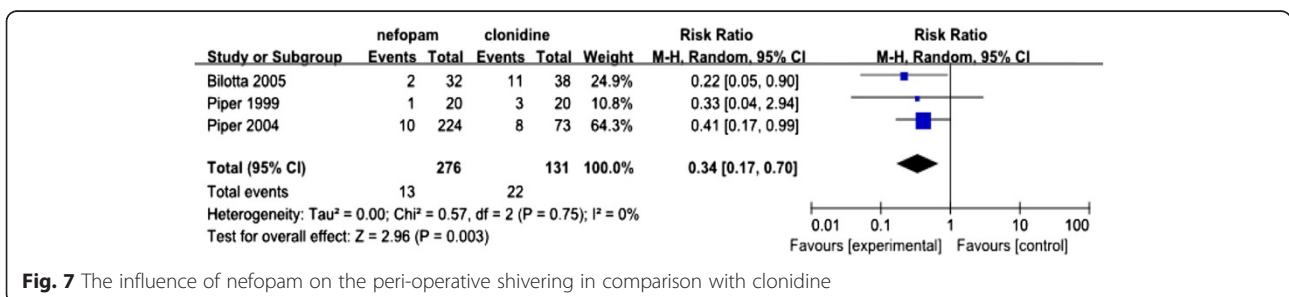 nefopam clonidine Risk Ratio Risk Ratio
Study or Subgroup Events Total Events Total Weight M-H, Random, 95% CI M-H, Random, 95% CI
Bilotta 2005 2 32 11 38 24.9% 0.22 [0.05, 0.90]
Piper 1999 1 20 3 20 10.8% 0.33 [0.04, 2.94]
Piper 2004 10 224 8 73 64.3% 0.41 [0.17, 0.99]
Total (95% CI) 276 131 100.0% 0.34 [0.17, 0.70]
Total events 13 22
Heterogeneity: Tau² = 0.00; Chi² = 0.57, df = 2 (P = 0.75); I² = 0%
Test for overall effect: Z = 2.96 (P = 0.003)
0.01 0.1 1 10 100
Favours [experimental] Favours [control]
Fig. 7 The influence of nefopam on the peri-operative shivering in comparison with clonidine